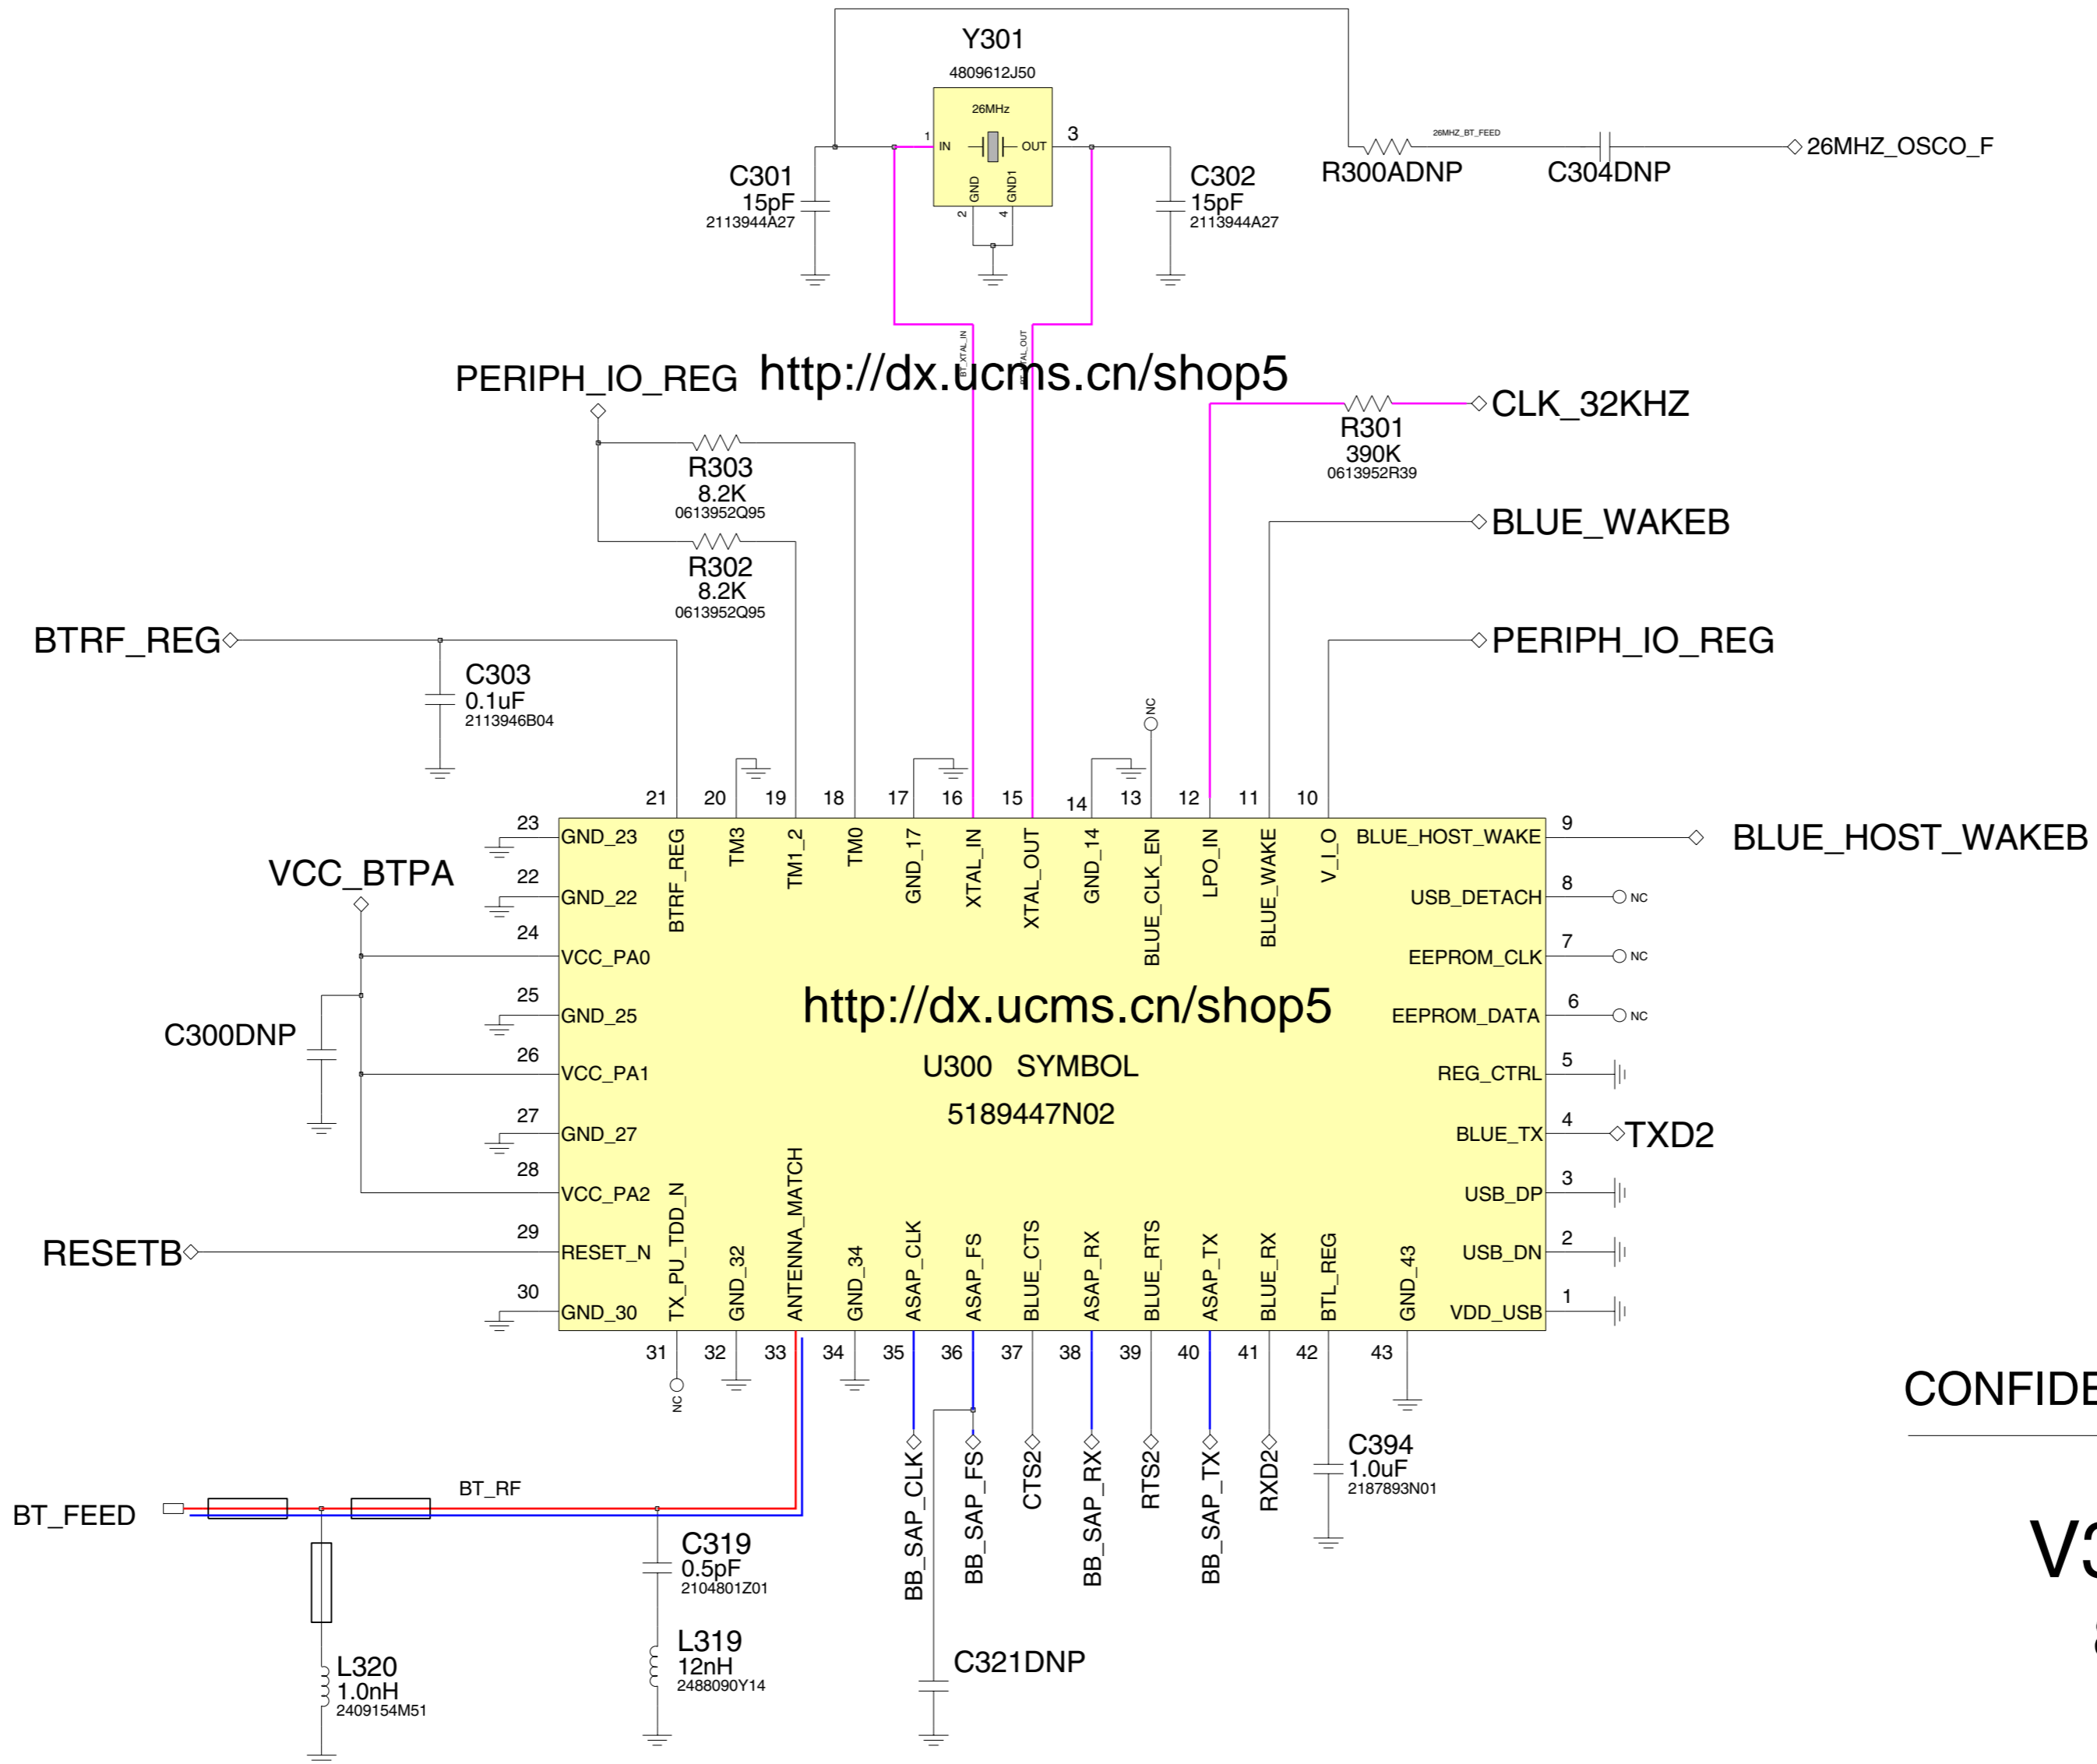 Y301
4809612J50
26MHz
1
IN
OUT
3
GND
GND1
2
4
C301
15pF
2113944A27
C302
15pF
2113944A27
26MHZ_BT_FEED
R300ADNP
C304DNP
26MHZ_OSCO_F
BT_XTAL_IN
PERIPH_IO_REG
http://dx.ucms.cn/shop5
R303
8.2K
0613952Q95
R302
8.2K
0613952Q95
CLK_32KHZ
R301
390K
0613952R39
BLUE_WAKEB
BTRF_REG
PERIPH_IO_REG
C303
0.1uF
2113946B04
NC
21
20
19
18
17
16
15
14
13
12
11
10
BTRF_REG
TM3
TM1_2
TM0
GND_17
XTAL_IN
XTAL_OUT
GND_14
BLUE_CLK_EN
LPO_IN
BLUE_WAKE
V_I_O
23
GND_23
22
GND_22
VCC_BTPA
24
VCC_PA0
25
GND_25
C300DNP
26
VCC_PA1
27
GND_27
28
VCC_PA2
RESETB
29
RESET_N
30
GND_30
http://dx.ucms.cn/shop5
U300 SYMBOL
5189447N02
BLUE_HOST_WAKE
9
BLUE_HOST_WAKEB
USB_DETACH
8
NC
EEPROM_CLK
7
NC
EEPROM_DATA
6
NC
REG_CTRL
5
BLUE_TX
4
TXD2
USB_DP
3
USB_DN
2
VDD_USB
1
TX_PU_TDD_N
GND_32
ANTENNA_MATCH
GND_34
ASAP_CLK
ASAP_FS
BLUE_CTS
ASAP_RX
BLUE_RTS
ASAP_TX
BLUE_RX
BTL_REG
GND_43
31
32
33
34
35
36
37
38
39
40
41
42
43
NC
BB_SAP_CLK
BB_SAP_FS
CTS2
BB_SAP_RX
RTS2
BB_SAP_TX
RXD2
C394
1.0uF
2187893N01
BT_FEED
BT_RF
C319
0.5pF
2104801Z01
L319
12nH
2488090Y14
L320
1.0nH
2409154M51
C321DNP
CONFIDE
V3